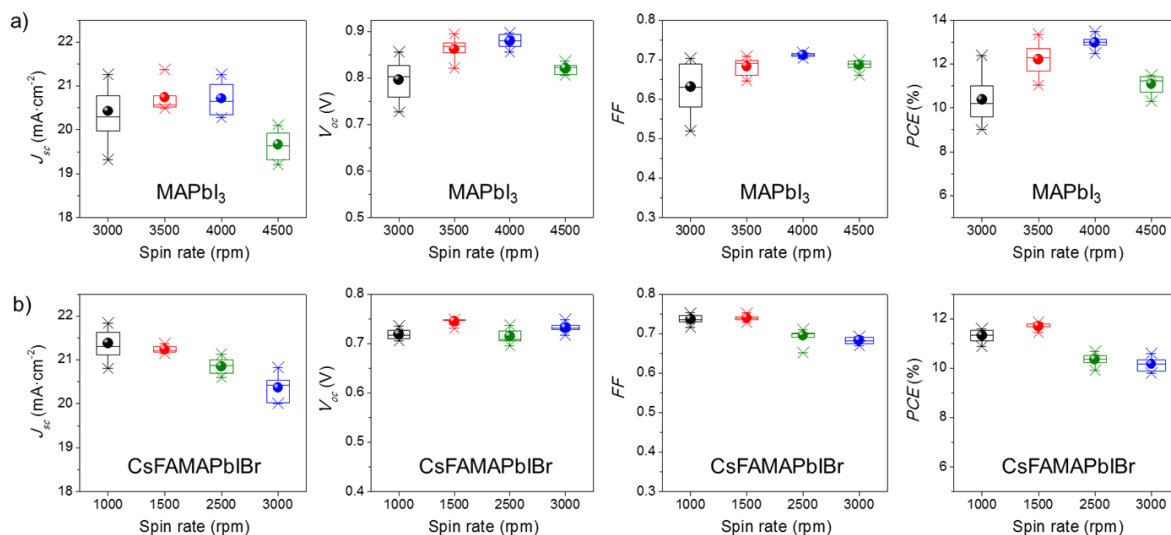 a)
J_sc (mA·cm⁻²)
22
21
20
19
18
MAPbI₃
3000 3500 4000 4500
Spin rate (rpm)
V_oc (V)
0.9
0.8
0.7
0.6
0.5
MAPbI₃
3000 3500 4000 4500
Spin rate (rpm)
FF
0.8
0.7
0.6
0.5
0.4
0.3
MAPbI₃
3000 3500 4000 4500
Spin rate (rpm)
PCE (%)
14
12
10
8
6
MAPbI₃
3000 3500 4000 4500
Spin rate (rpm)
b)
J_sc (mA·cm⁻²)
22
21
20
19
18
CsFAMAPbIBr
1000 1500 2500 3000
Spin rate (rpm)
V_oc (V)
0.8
0.7
0.6
0.5
0.4
CsFAMAPbIBr
1000 1500 2500 3000
Spin rate (rpm)
FF
0.8
0.7
0.6
0.5
0.4
0.3
CsFAMAPbIBr
1000 1500 2500 3000
Spin rate (rpm)
PCE (%)
12
10
8
6
CsFAMAPbIBr
1000 1500 2500 3000
Spin rate (rpm)